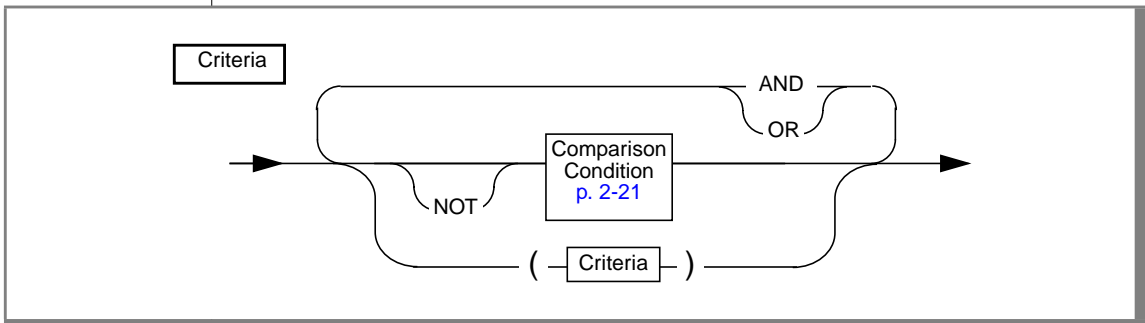 Criteria
AND
OR
Comparison
Condition
p. 2-21
NOT
( Criteria )